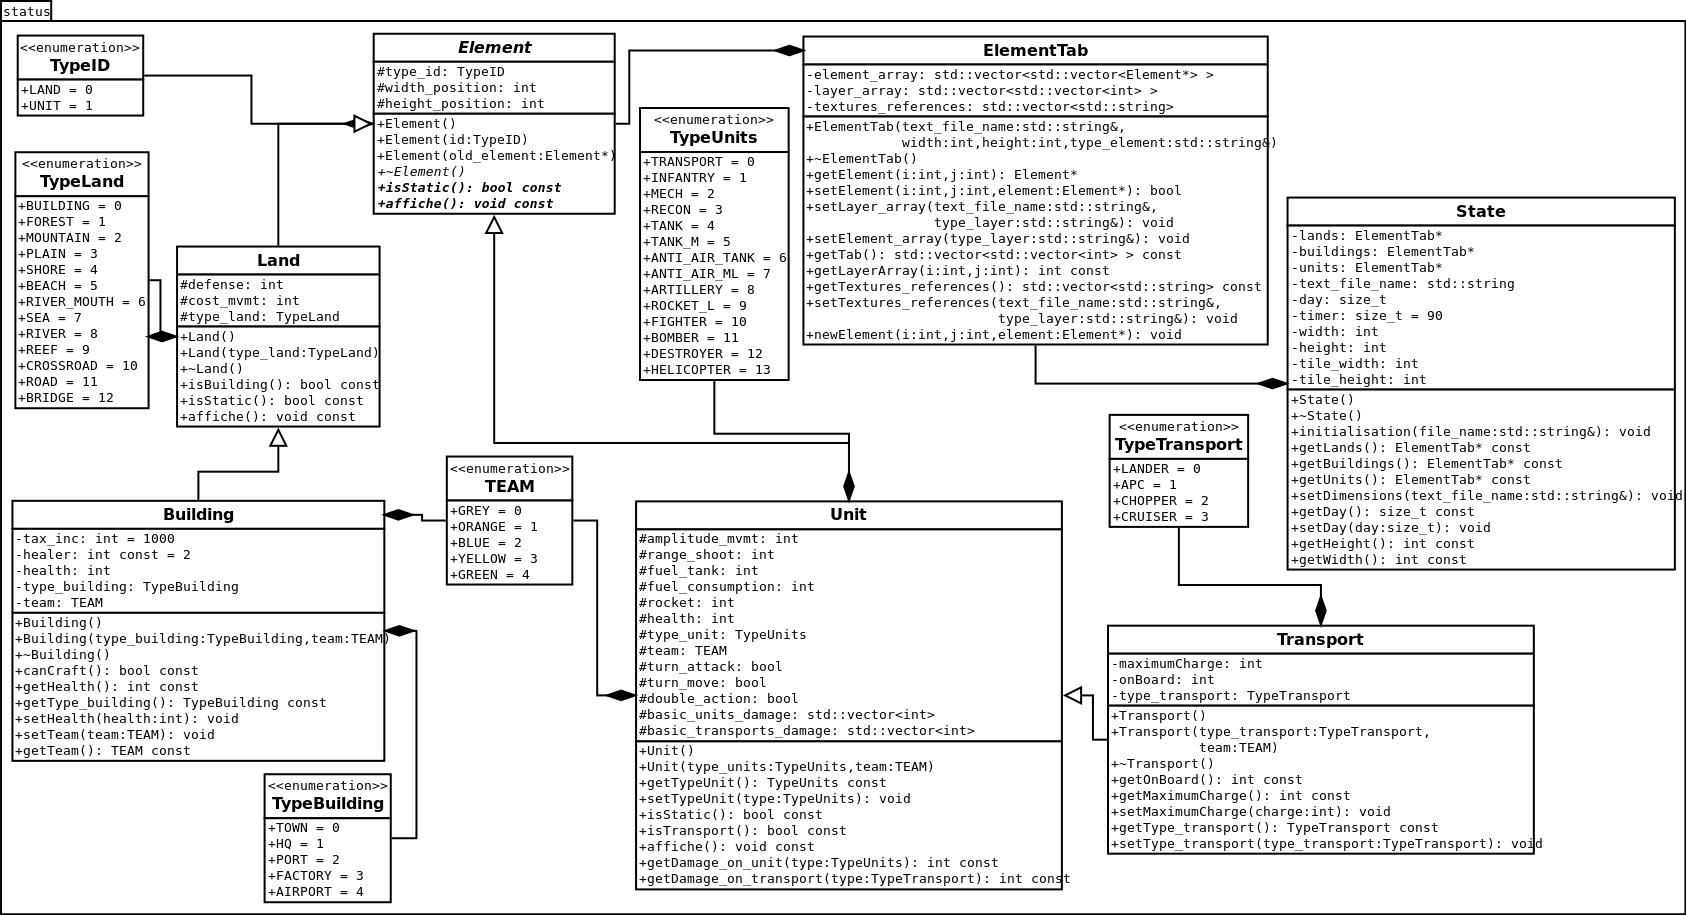 status
<<enumeration>>
TypeID
+LAND = 0
+UNIT = 1
Element
#type_id: TypeID
#width_position: int
#height_position: int
+Element()
+Element(id:TypeID)
+Element(old_element:Element*)
+~Element()
+isStatic(): bool const
+affiche(): void const
ElementTab
-element_array: std::vector<std::vector<Element*> >
-layer_array: std::vector<std::vector<int> >
-textures_references: std::vector<std::string>
+ElementTab(text_file_name:std::string&,
width:int,height:int,type_element:std::string&)
+~ElementTab()
+getElement(i:int,j:int): Element*
+setElement(i:int,j:int,element:Element*): bool
+setLayer_array(text_file_name:std::string&,
type_layer:std::string&): void
+setElement_array(type_layer:std::string&): void
+getTab(): std::vector<std::vector<int> > const
+getLayerArray(i:int,j:int): int const
+getTextures_references(): std::vector<std::string> const
+setTextures_references(text_file_name:std::string&,
type_layer:std::string&): void
+newElement(i:int,j:int,element:Element*): void
<<enumeration>>
TypeUnits
+TRANSPORT = 0
+INFANTRY = 1
+MECH = 2
+RECON = 3
+TANK = 4
+TANK_M = 5
+ANTI_AIR_TANK = 6
+ANTI_AIR_ML = 7
+ARTILLERY = 8
+ROCKET_L = 9
+FIGHTER = 10
+BOMBER = 11
+DESTROYER = 12
+HELICOPTER = 13
<<enumeration>>
TypeLand
+BUILDING = 0
+FOREST = 1
+MOUNTAIN = 2
+PLAIN = 3
+SHORE = 4
+BEACH = 5
+RIVER_MOUTH = 6
+SEA = 7
+RIVER = 8
+REEF = 9
+CROSSROAD = 10
+ROAD = 11
+BRIDGE = 12
Land
#defense: int
#cost_mvmt: int
#type_land: TypeLand
+Land()
+Land(type_land:TypeLand)
+~Land()
+isBuilding(): bool const
+isStatic(): bool const
+affiche(): void const
State
-lands: ElementTab*
-buildings: ElementTab*
-units: ElementTab*
-text_file_name: std::string
-day: size_t
-timer: size_t = 90
-width: int
-height: int
-tile_width: int
-tile_height: int
+State()
+~State()
+initialisation(file_name:std::string&): void
+getLands(): ElementTab* const
+getBuildings(): ElementTab* const
+getUnits(): ElementTab* const
+setDimensions(text_file_name:std::string&): void
+getDay(): size_t const
+setDay(day:size_t): void
+getHeight(): int const
+getWidth(): int const
<<enumeration>>
TypeTransport
+LANDER = 0
+APC = 1
+CHOPPER = 2
+CRUISER = 3
<<enumeration>>
TEAM
+GREY = 0
+ORANGE = 1
+BLUE = 2
+YELLOW = 3
+GREEN = 4
Building
-tax_inc: int = 1000
-healer: int const = 2
-health: int
-type_building: TypeBuilding
-team: TEAM
+Building()
+Building(type_building:TypeBuilding,team:TEAM)
+~Building()
+canCraft(): bool const
+getHealth(): int const
+getType_building(): TypeBuilding const
+setHealth(health:int): void
+setTeam(team:TEAM): void
+getTeam(): TEAM const
Unit
#amplitude_mvmt: int
#range_shoot: int
#fuel_tank: int
#fuel_consumption: int
#rocket: int
#health: int
#type_unit: TypeUnits
#team: TEAM
#turn_attack: bool
#turn_move: bool
#double_action: bool
#basic_units_damage: std::vector<int>
#basic_transports_damage: std::vector<int>
+Unit()
+Unit(type_units:TypeUnits,team:TEAM)
+getTypeUnit(): TypeUnits const
+setTypeUnit(type:TypeUnits): void
+isStatic(): bool const
+isTransport(): bool const
+affiche(): void const
+getDamage_on_unit(type:TypeUnits): int const
+getDamage_on_transport(type:TypeTransport): int const
Transport
-maximumCharge: int
-onBoard: int
-type_transport: TypeTransport
+Transport()
+Transport(type_transport:TypeTransport,
team:TEAM)
+~Transport()
+getOnBoard(): int const
+getMaximumCharge(): int const
+setMaximumCharge(charge:int): void
+getType_transport(): TypeTransport const
+setType_transport(type_transport:TypeTransport): void
<<enumeration>>
TypeBuilding
+TOWN = 0
+HQ = 1
+PORT = 2
+FACTORY = 3
+AIRPORT = 4